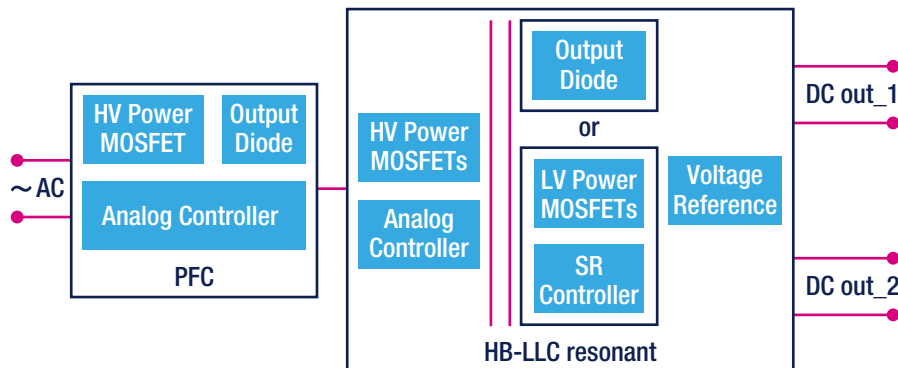 HV Power
MOSFET
Output
Diode
~ AC
Analog Controller
PFC
HV Power
MOSFETs
Analog
Controller
Output
Diode
or
LV Power
MOSFETs
SR
Controller
Voltage
Reference
HB-LLC resonant
DC out_1
DC out_2